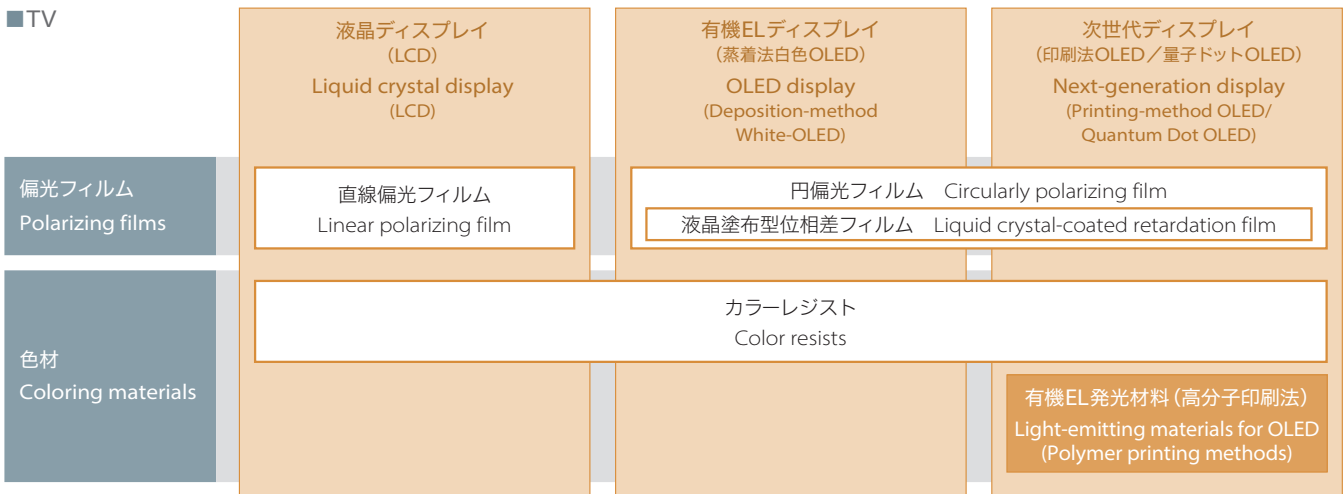 ■TV
液晶ディスプレイ
(LCD)
Liquid crystal display
(LCD)
有機ELディスプレイ
(蒸着法白色OLED)
OLED display
(Deposition-method
White-OLED)
次世代ディスプレイ
(印刷法OLED／量子ドットOLED)
Next-generation display
(Printing-method OLED/
Quantum Dot OLED)
偏光フィルム
Polarizing films
直線偏光フィルム
Linear polarizing film
円偏光フィルム Circularly polarizing film
液晶塗布型位相差フィルム Liquid crystal-coated retardation film
色材
Coloring materials
カラーレジスト
Color resists
有機EL発光材料（高分子印刷法）
Light-emitting materials for OLED
(Polymer printing methods)